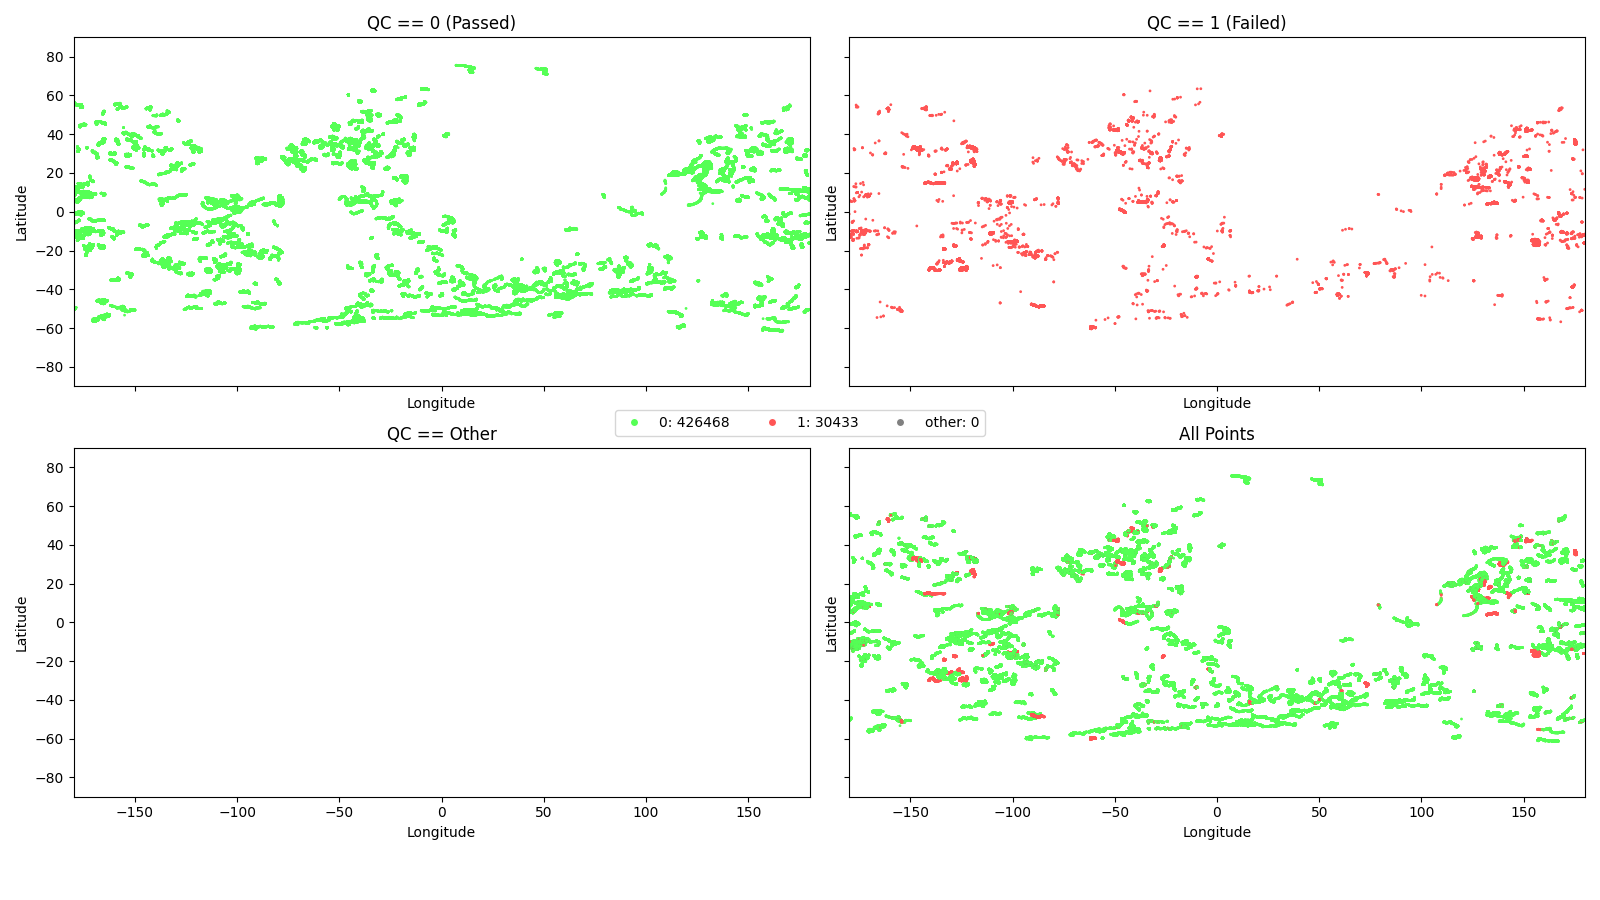 QC == 0 (Passed)
QC == 1 (Failed)
80
60
40
20
0
−20
−40
−60
−80
Latitude
Latitude
Longitude
Longitude
0: 426468
1: 30433
other: 0
QC == Other
All Points
80
60
40
20
0
−20
−40
−60
−80
Latitude
Latitude
−150
−100
−50
0
50
100
150
−150
−100
−50
0
50
100
150
Longitude
Longitude